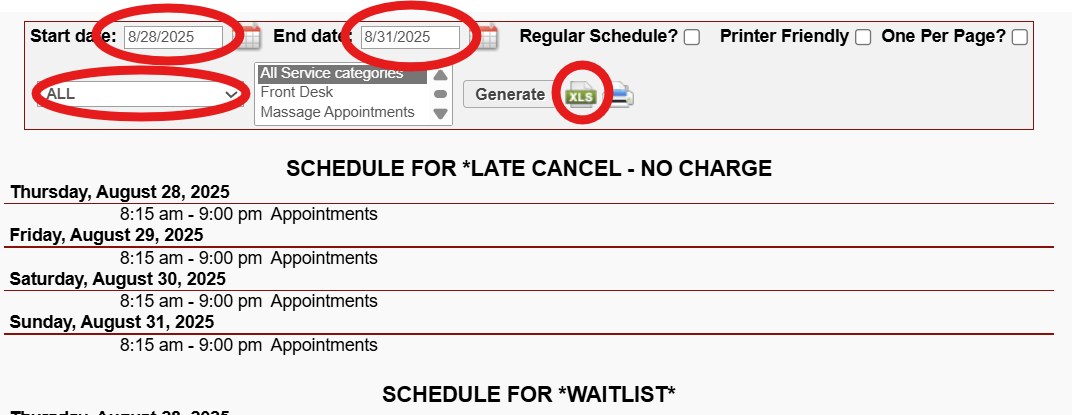 Start date: 8/28/2025 End date: 8/31/2025 Regular Schedule? Printer Friendly One Per Page?
ALL
All Service categories
Front Desk
Massage Appointments
Generate XLS
SCHEDULE FOR *LATE CANCEL - NO CHARGE
Thursday, August 28, 2025
8:15 am - 9:00 pm Appointments
Friday, August 29, 2025
8:15 am - 9:00 pm Appointments
Saturday, August 30, 2025
8:15 am - 9:00 pm Appointments
Sunday, August 31, 2025
8:15 am - 9:00 pm Appointments
SCHEDULE FOR *WAITLIST*
Thursday, August 28, 2025